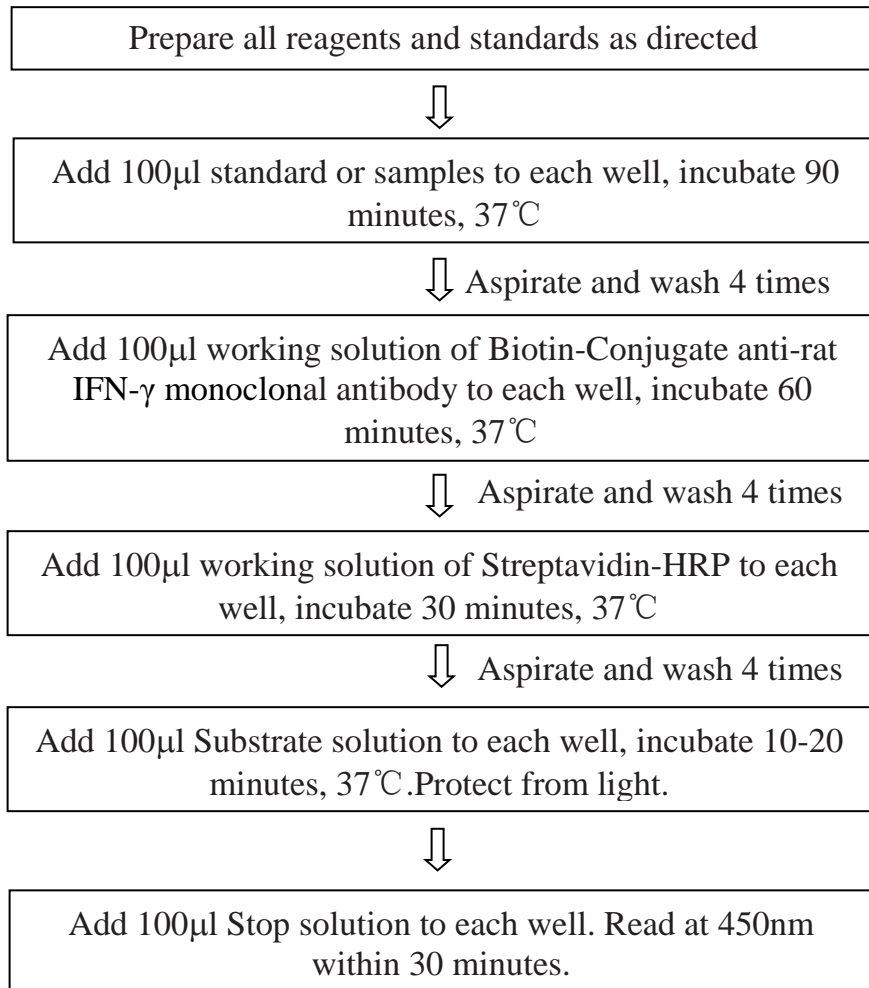 Prepare all reagents and standards as directed
Add 100μl standard or samples to each well, incubate 90
minutes, 37℃
Aspirate and wash 4 times
Add 100μl working solution of Biotin-Conjugate anti-rat
IFN-γ monoclonal antibody to each well, incubate 60
minutes, 37℃
Aspirate and wash 4 times
Add 100μl working solution of Streptavidin-HRP to each
well, incubate 30 minutes, 37℃
Aspirate and wash 4 times
Add 100μl Substrate solution to each well, incubate 10-20
minutes, 37℃.Protect from light.
Add 100μl Stop solution to each well. Read at 450nm
within 30 minutes.